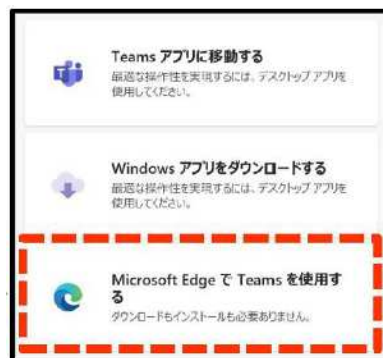 Teams アプリに移動する
最適な操作性を実現するには、デスクトップ アプリを
使用してください。
Windows アプリをダウンロードする
最適な操作性を実現するには、デスクトップ アプリを
使用してください。
Microsoft Edge で Teams を使用す
る
ダウンロードもインストールも必要ありません。